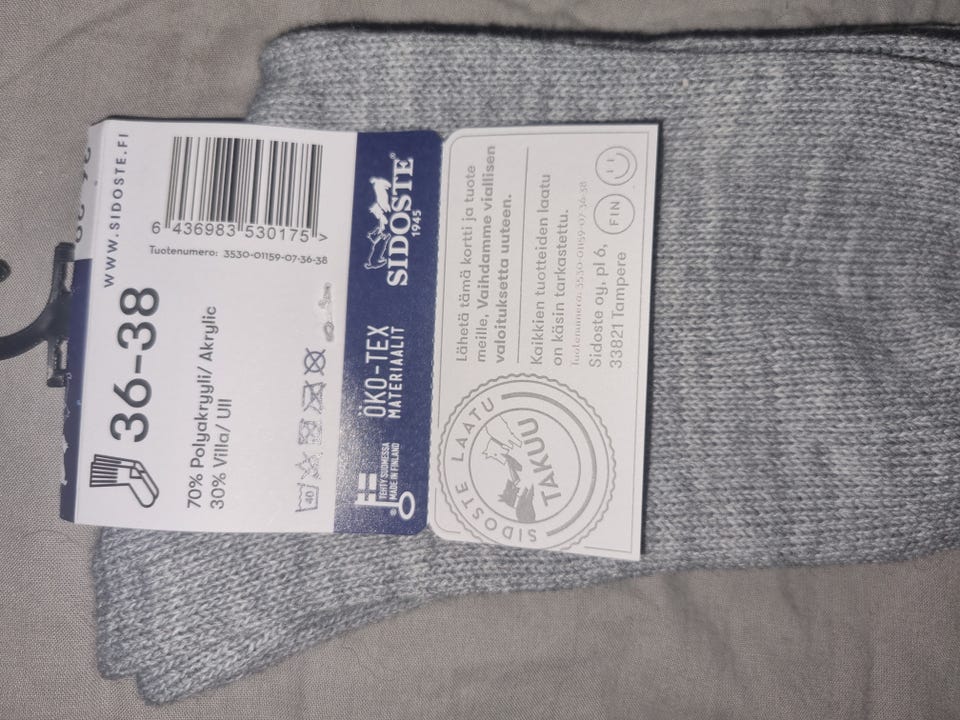 WWW.SIDOSTE.FI
36-38
70% Polyakryyli/ Akrylic
30% Villa/ Ull
40
6 436983 530175 >
Tuotenumero: 3530-01159-07-36-38
SIDOSTE®
1945
ÖKO-TEX
MATERIAALIT
TEHTY SUOMESSA
MADE IN FINLAND
Lähetä tämä kortti ja tuote
meille, Vaihdamme viallisen
valoituksetta uuteen.
Kaikkien tuotteiden laatu
on käsin tarkastettu.
Tuotenumero: 3530-01159-07-36-38
Sidoste oy, pl 6,
33821 Tampere
FIN
SIDOSTE LAATU
TAKUU